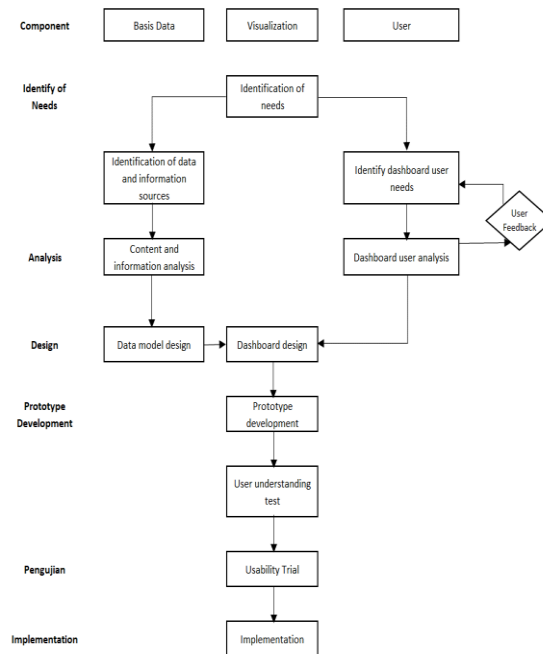 Component
Basis Data
Visualization
User
Identify of
Needs
Identification of
needs
Identification of data
and information
sources
Identify dashboard user
needs
User
Feedback
Analysis
Content and
information analysis
Dashboard user analysis
Design
Data model design
Dashboard design
Prototype
Development
Prototype
development
User understanding
test
Pengujian
Usability Trial
Implementation
Implementation